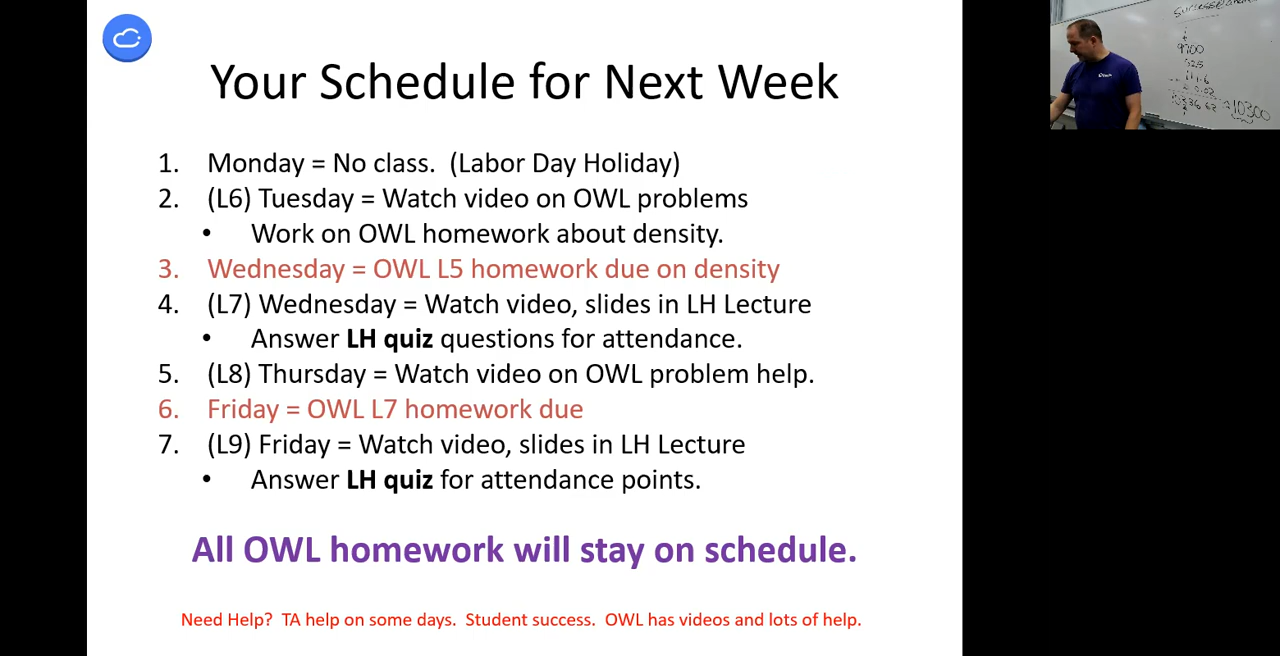 Your Schedule for Next Week
1. Monday = No class. (Labor Day Holiday)
2. (L6) Tuesday = Watch video on OWL problems
• Work on OWL homework about density.
3. Wednesday = OWL L5 homework due on density
4. (L7) Wednesday = Watch video, slides in LH Lecture
• Answer LH quiz questions for attendance.
5. (L8) Thursday = Watch video on OWL problem help.
6. Friday = OWL L7 homework due
7. (L9) Friday = Watch video, slides in LH Lecture
• Answer LH quiz for attendance points.
All OWL homework will stay on schedule.
Need Help? TA help on some days. Student success. OWL has videos and lots of help.
9700
10300